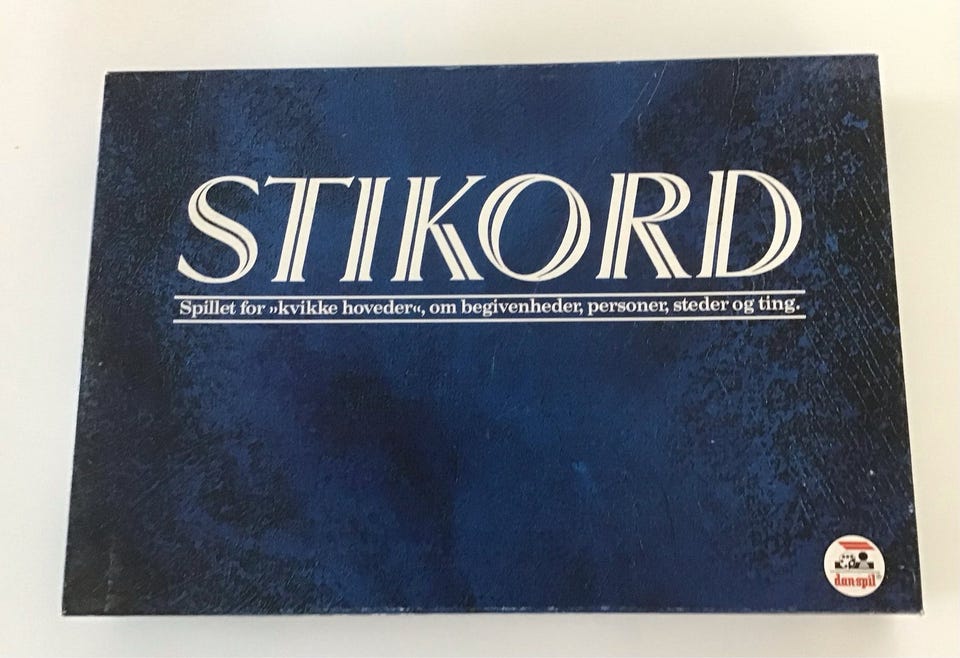 STIKORD
Spillet for »kvikke hoveder«, om begivenheder, personer, steder og ting.
danspil®